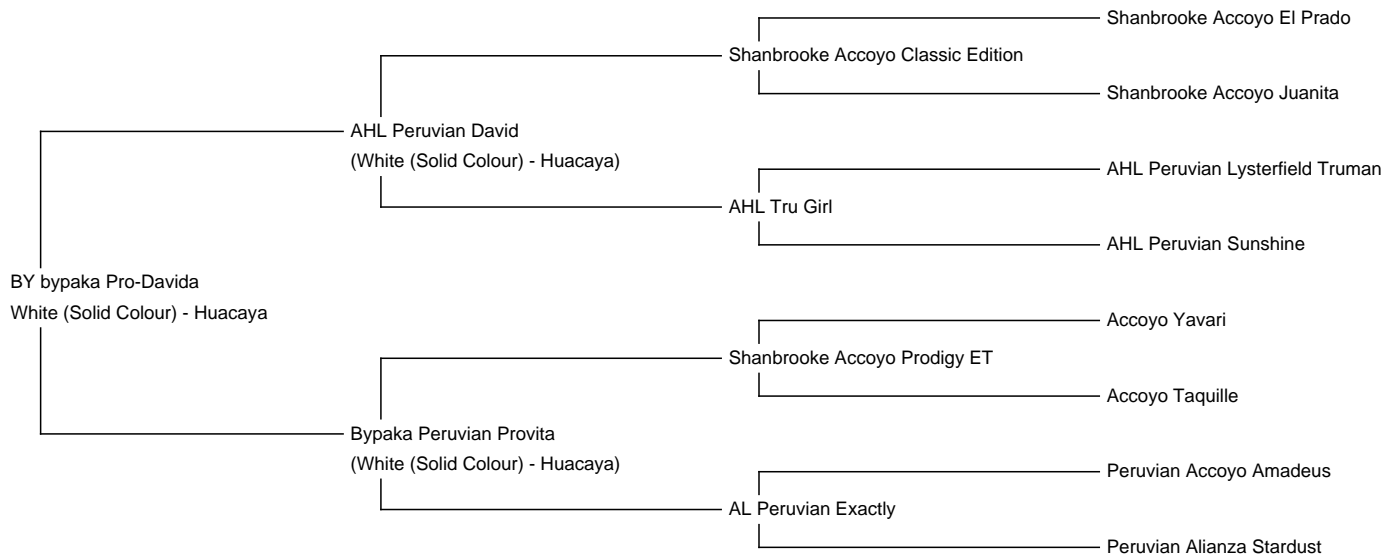 Shanbrooke Accoyo El Prado
Shanbrooke Accoyo Classic Edition
Shanbrooke Accoyo Juanita
AHL Peruvian David
(White (Solid Colour) - Huacaya)
AHL Peruvian Lysterfield Truman
AHL Tru Girl
AHL Peruvian Sunshine
BY bypaka Pro-Davida
White (Solid Colour) - Huacaya
Accoyo Yavari
Shanbrooke Accoyo Prodigy ET
Accoyo Taquille
Bypaka Peruvian Provita
(White (Solid Colour) - Huacaya)
Peruvian Accoyo Amadeus
AL Peruvian Exactly
Peruvian Alianza Stardust